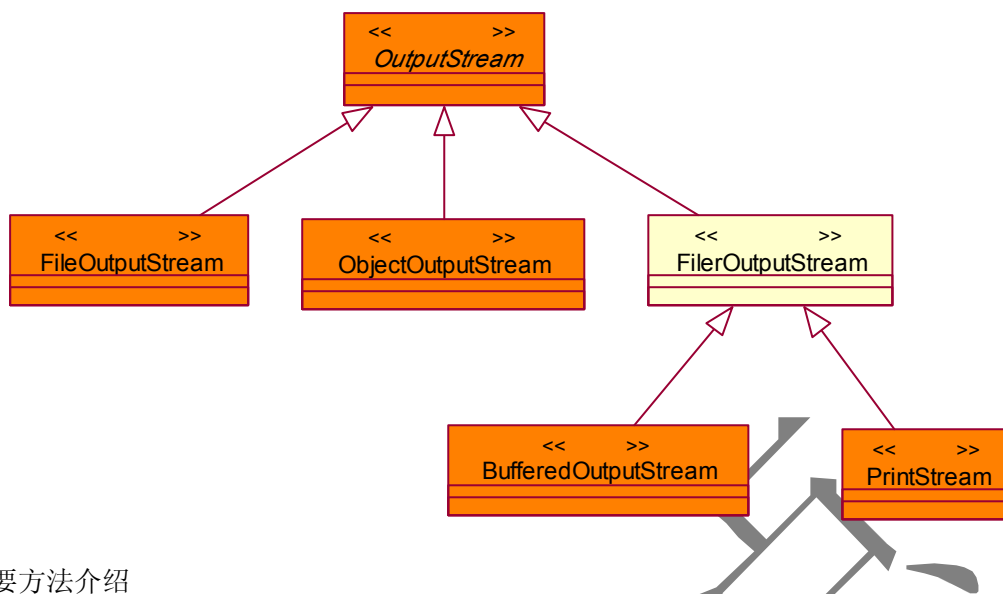 << >>
OutputStream
<< >>
FileOutputStream
<< >>
ObjectOutputStream
<< >>
FilerOutputStream
<< >>
BufferedOutputStream
<< >>
PrintStream
要方法介绍